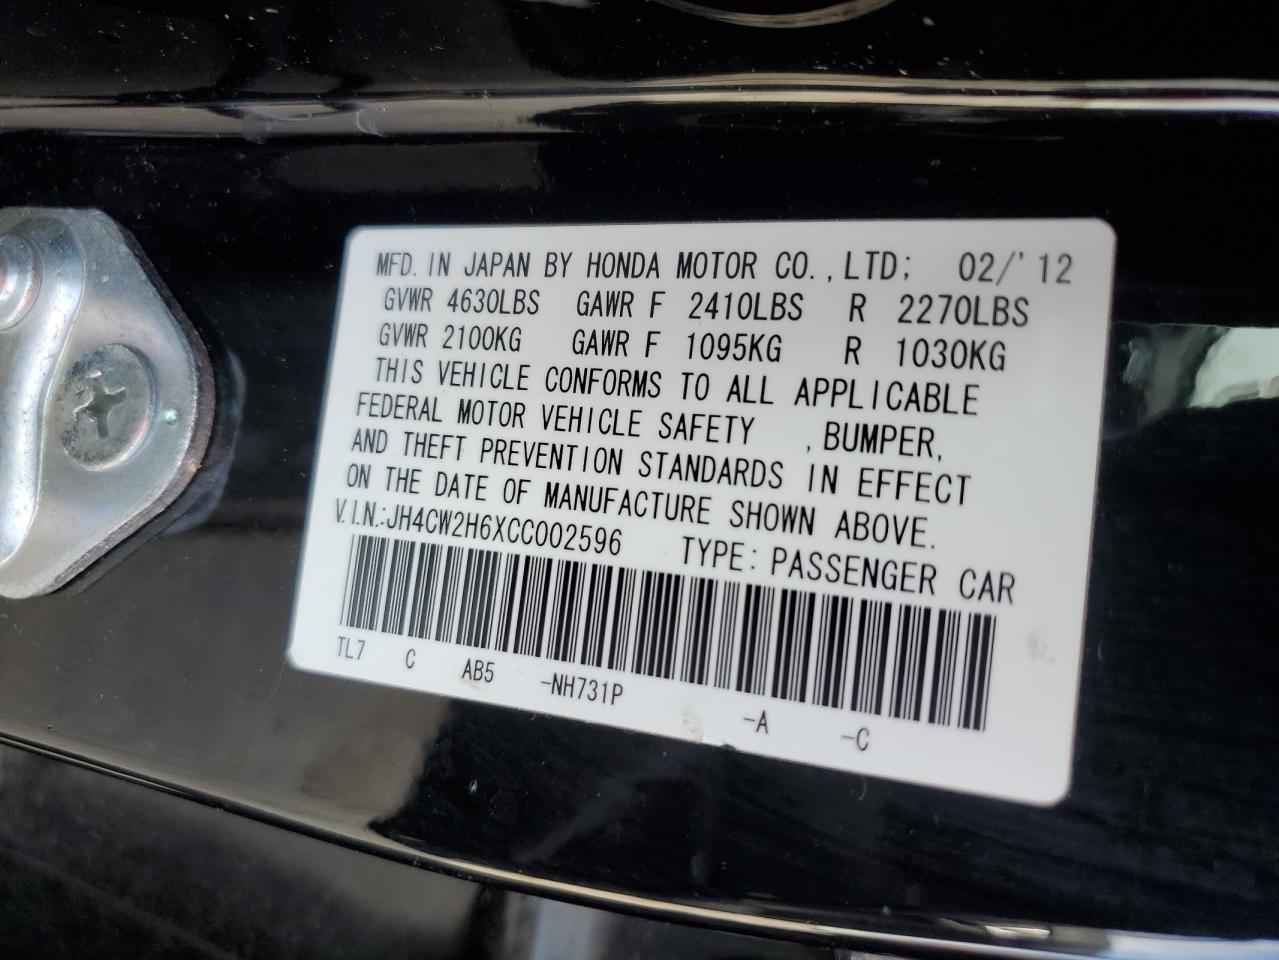 MFD. IN JAPAN BY HONDA MOTOR CO., LTD; 02/'12
GVWR 4630LBS GAWR F 2410LBS R 2270LBS
GVWR 2100KG GAWR F 1095KG R 1030KG
THIS VEHICLE CONFORMS TO ALL APPLICABLE
FEDERAL MOTOR VEHICLE SAFETY , BUMPER,
AND THEFT PREVENTION STANDARDS IN EFFECT
ON THE DATE OF MANUFACTURE SHOWN ABOVE.
V.I.N.:JH4CW2H6XCC002596 TYPE: PASSENGER CAR
TL7 C AB5 -NH731P -A -C